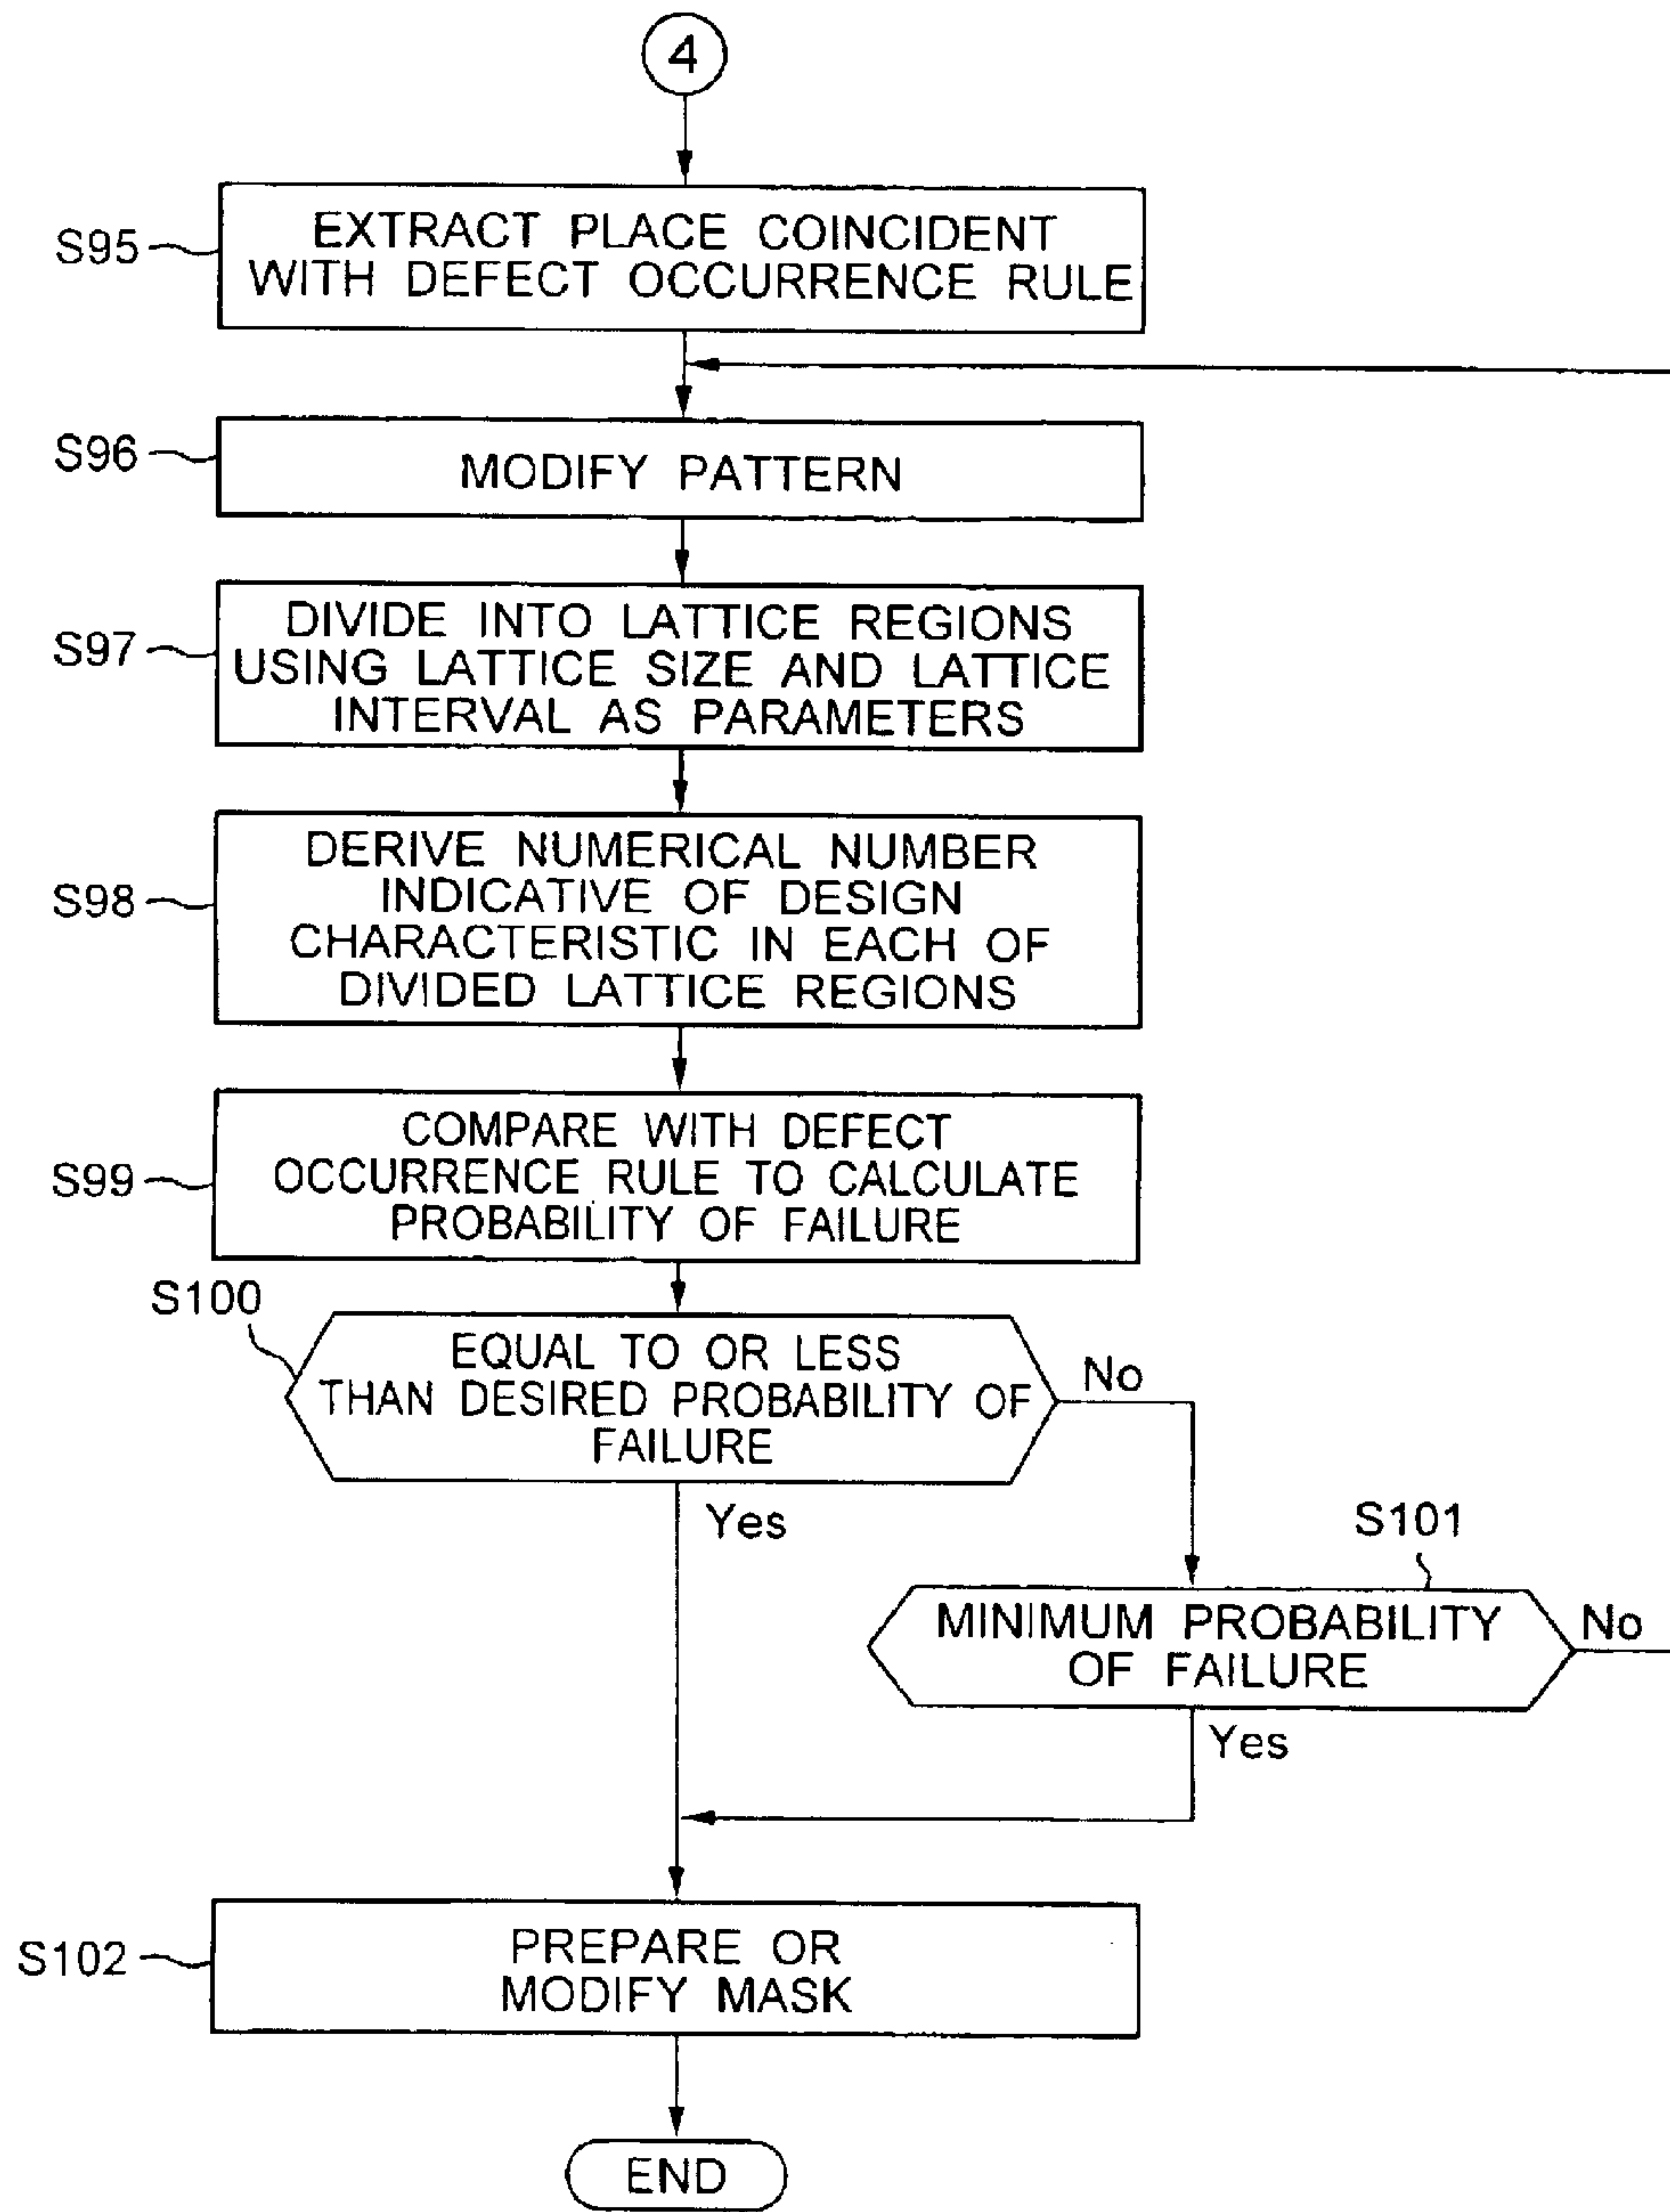 4
S95
EXTRACT PLACE COINCIDENT
WITH DEFECT OCCURRENCE RULE
S96
MODIFY PATTERN
S97
DIVIDE INTO LATTICE REGIONS
USING LATTICE SIZE AND LATTICE
INTERVAL AS PARAMETERS
S98
DERIVE NUMERICAL NUMBER
INDICATIVE OF DESIGN
CHARACTERISTIC IN EACH OF
DIVIDED LATTICE REGIONS
S99
COMPARE WITH DEFECT
OCCURRENCE RULE TO CALCULATE
PROBABILITY OF FAILURE
S100
EQUAL TO OR LESS
THAN DESIRED PROBABILITY OF
FAILURE
No
Yes
S101
MINIMUM PROBABILITY
OF FAILURE
No
Yes
S102
PREPARE OR
MODIFY MASK
END